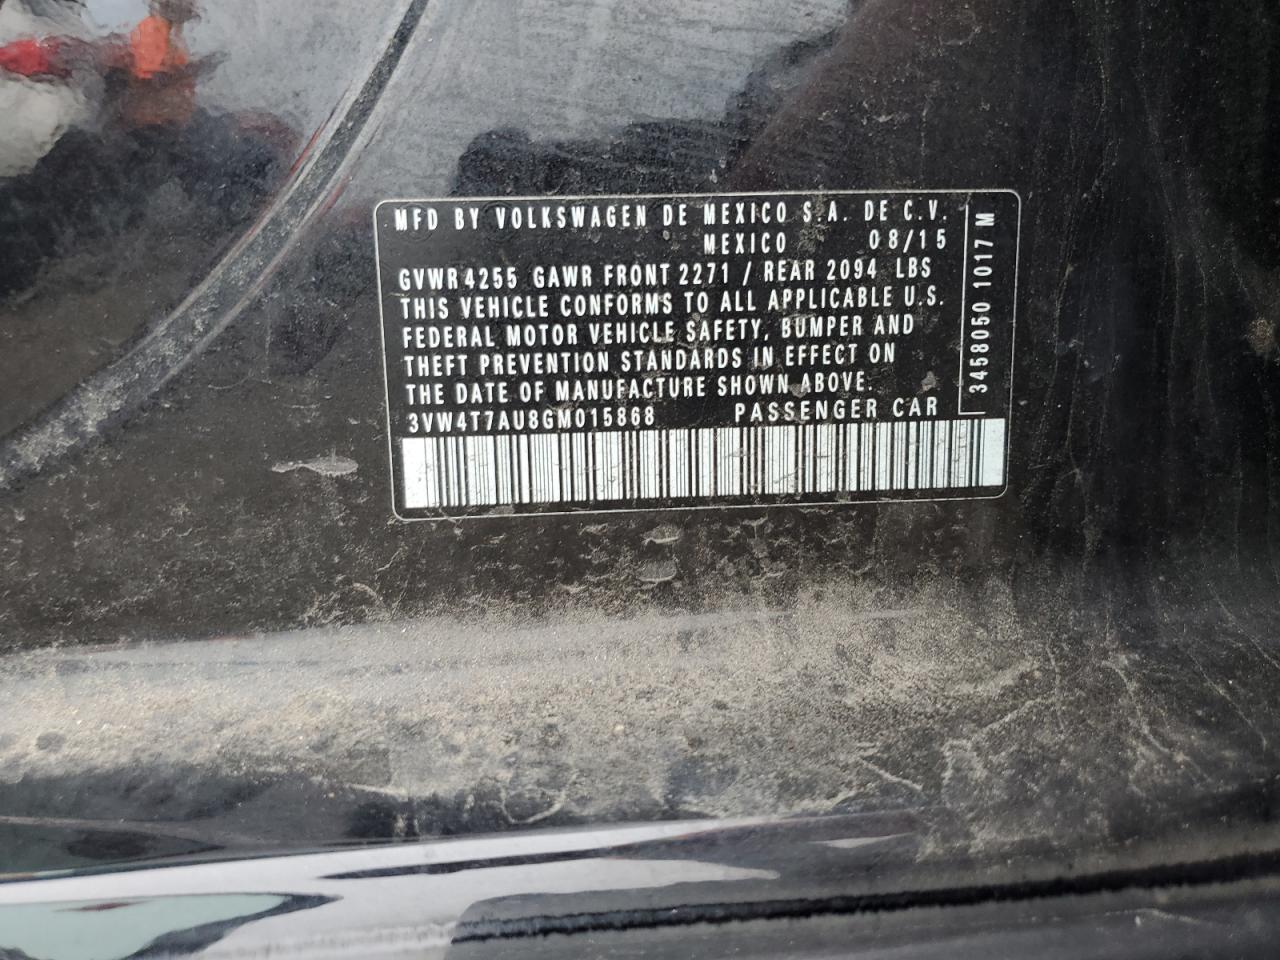 MFD BY VOLKSWAGEN DE MEXICO S.A. DE C.V.
MEXICO 08/15
GVWR 4255 GAWR FRONT 2271 / REAR 2094 LBS
THIS VEHICLE CONFORMS TO ALL APPLICABLE U.S.
FEDERAL MOTOR VEHICLE SAFETY, BUMPER AND
THEFT PREVENTION STANDARDS IN EFFECT ON
THE DATE OF MANUFACTURE SHOWN ABOVE.
3VW4T7AU8GM015868 PASSENGER CAR
3458050 1017 M